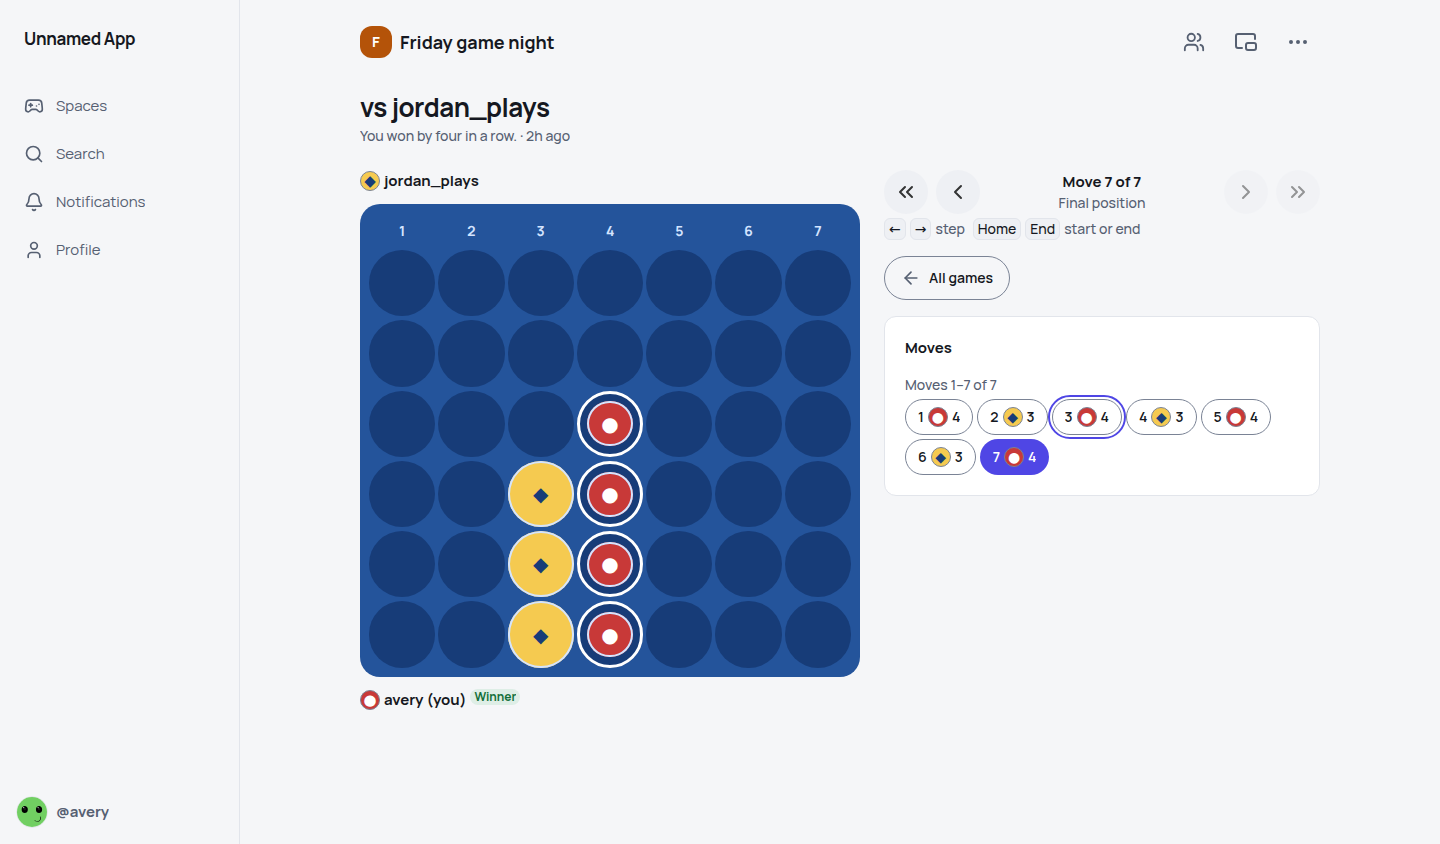 Unnamed App
Spaces
Search
Notifications
Profile
@avery
F Friday game night
vs jordan_plays
You won by four in a row. · 2h ago
jordan_plays
1 2 3 4 5 6 7
avery (you) Winner
Move 7 of 7
Final position
← → step Home End start or end
All games
Moves
Moves 1–7 of 7
1 4 2 3 3 4 4 3 5 4
6 3 7 4